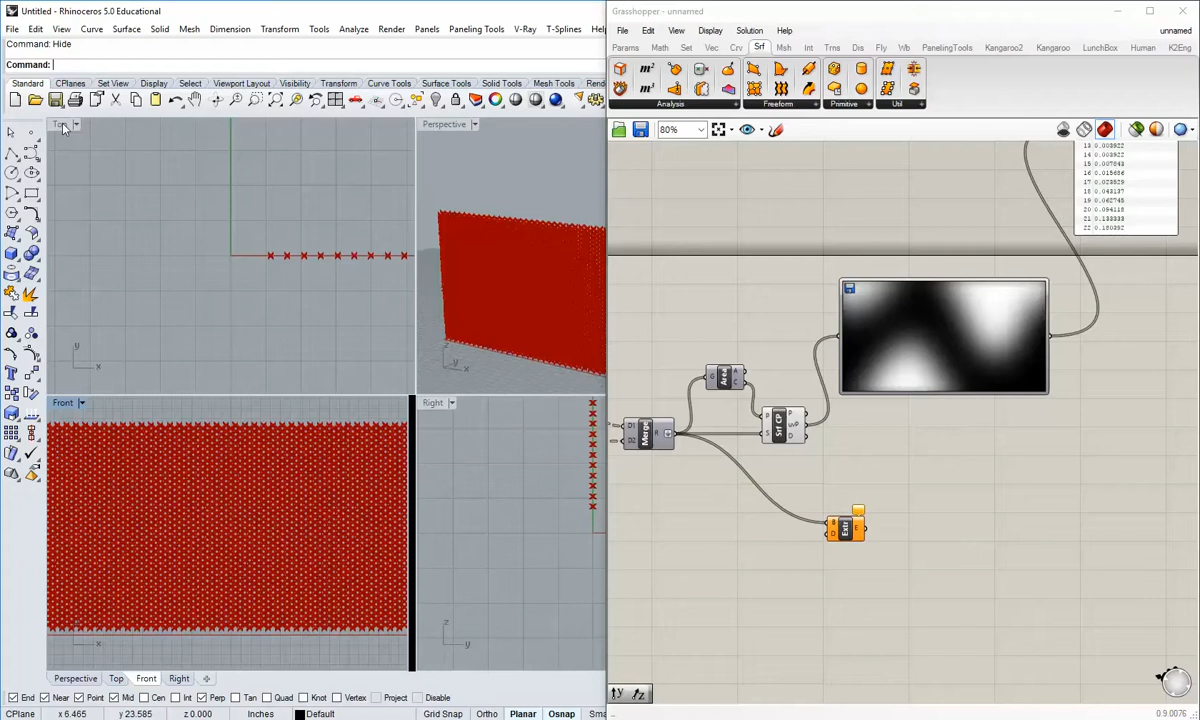 Untitled - Rhinoceros 5.0 Educational
File Edit View Curve Surface Solid Mesh Dimension Transform Tools Analyze Render Panels V-Ray T-Splines Help
Command: Hide
Command:
Standard CPlanes Set View Display Select Viewport Layout Visibility Transform Curve Tools Surface Tools Mesh Tools
Top
Perspective
y
x
z
y
x
Front
Right
z
x
z
y
Perspective Top Front Right
End Near Point Mid Cen Int Perp Tan Quad Knot Vertex Project Disable
CPlane x 6.465 y 23.585 z 0.000 Inches Default Grid Snap Ortho Planar Osnap
Grasshopper - unnamed
File Edit View Display Solution Help
unnamed
Params Math Set Vec Crv Srf Msh Int Trns Dis Fly Wb PanelingTools Kangaroo2 Kangaroo LunchBox Human K2Eng
Analysis Freeform Primitive Util
80%
13 0.003922
14 0.003922
15 0.007843
16 0.015686
17 0.023529
18 0.043137
19 0.062745
20 0.094118
21 0.133333
22 0.180392
G Area A C
D1 D2 Merge R
P S Srf CP P uvP D
B D Extr E
y z
0.9.0076